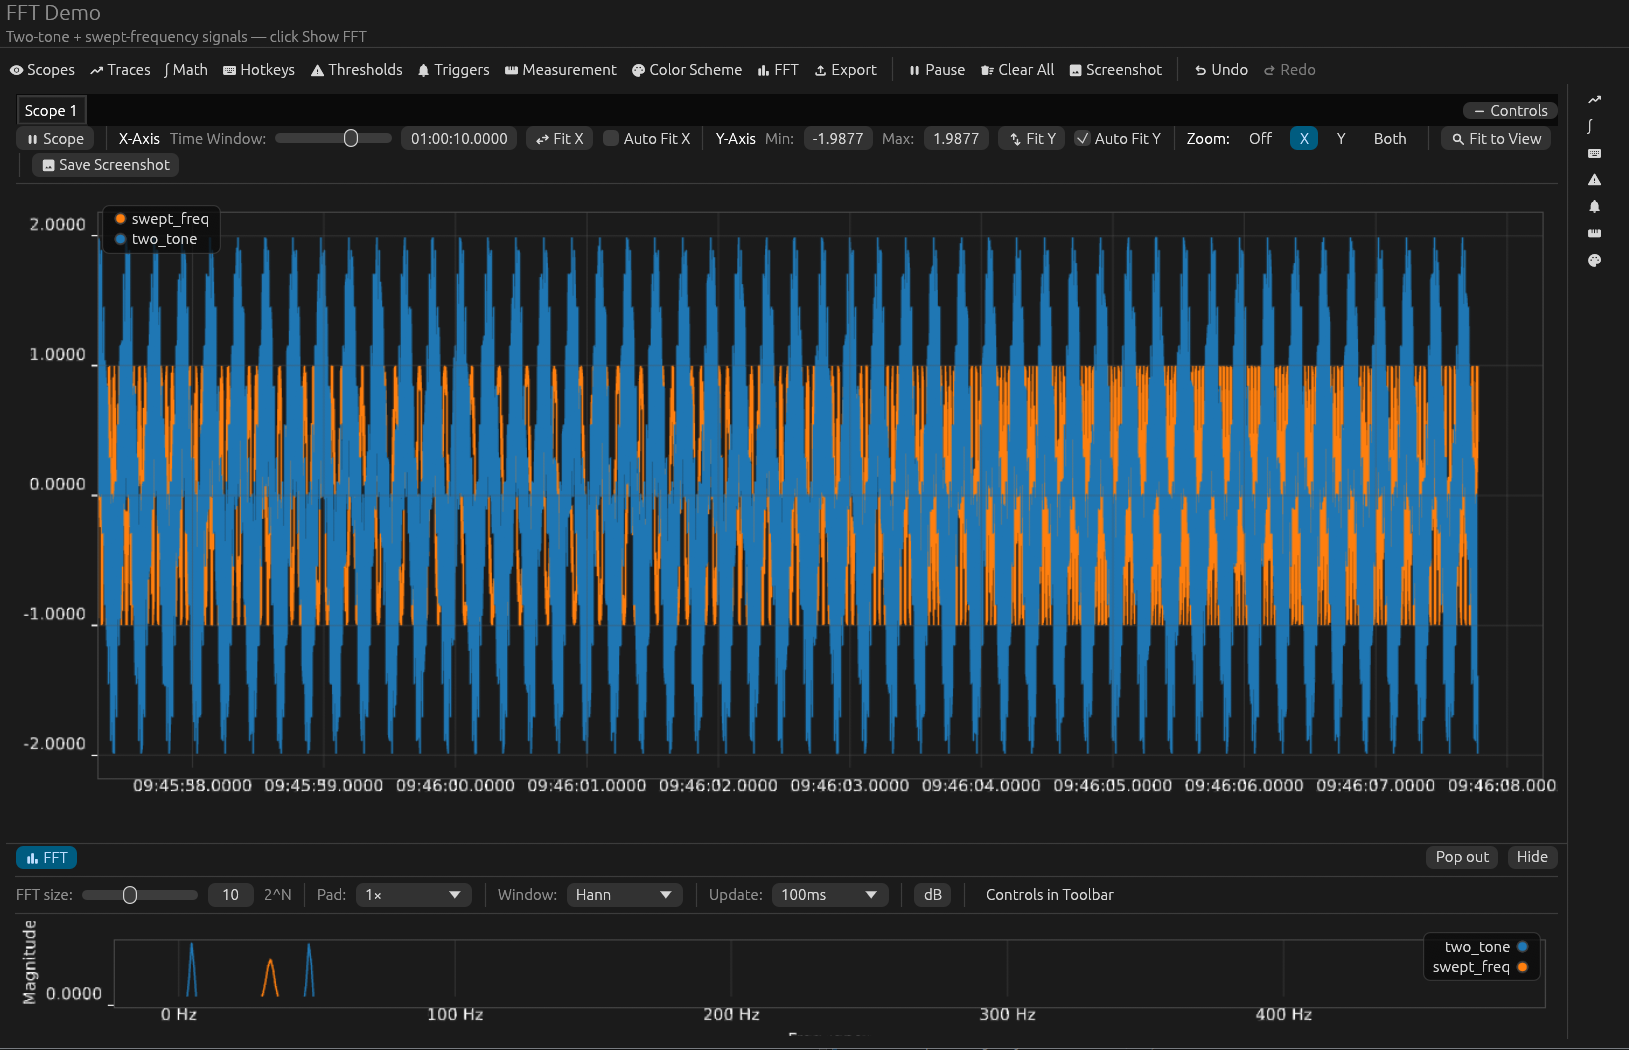 FFT Demo
Two-tone + swept-frequency signals — click Show FFT
Scopes Traces ∫ Math Hotkeys Thresholds Triggers Measurement Color Scheme FFT Export Pause Clear All Screenshot Undo Redo
Scope 1
− Controls
Scope X-Axis Time Window: 01:00:10.0000 Fit X Auto Fit X Y-Axis Min: -1.9877 Max: 1.9877 Fit Y Auto Fit Y Zoom: Off X Y Both Fit to View
Save Screenshot
swept_freq
two_tone
2.0000
1.0000
0.0000
-1.0000
-2.0000
09:45:58.0000 09:45:59.0000 09:46:00.0000 09:46:01.0000 09:46:02.0000 09:46:03.0000 09:46:04.0000 09:46:05.0000 09:46:06.0000 09:46:07.0000 09:46:08.000
FFT
Pop out Hide
FFT size: 10 2^N Pad: 1× Window: Hann Update: 100ms dB Controls in Toolbar
Magnitude
two_tone
swept_freq
0.0000
0 Hz 100 Hz 200 Hz 300 Hz 400 Hz